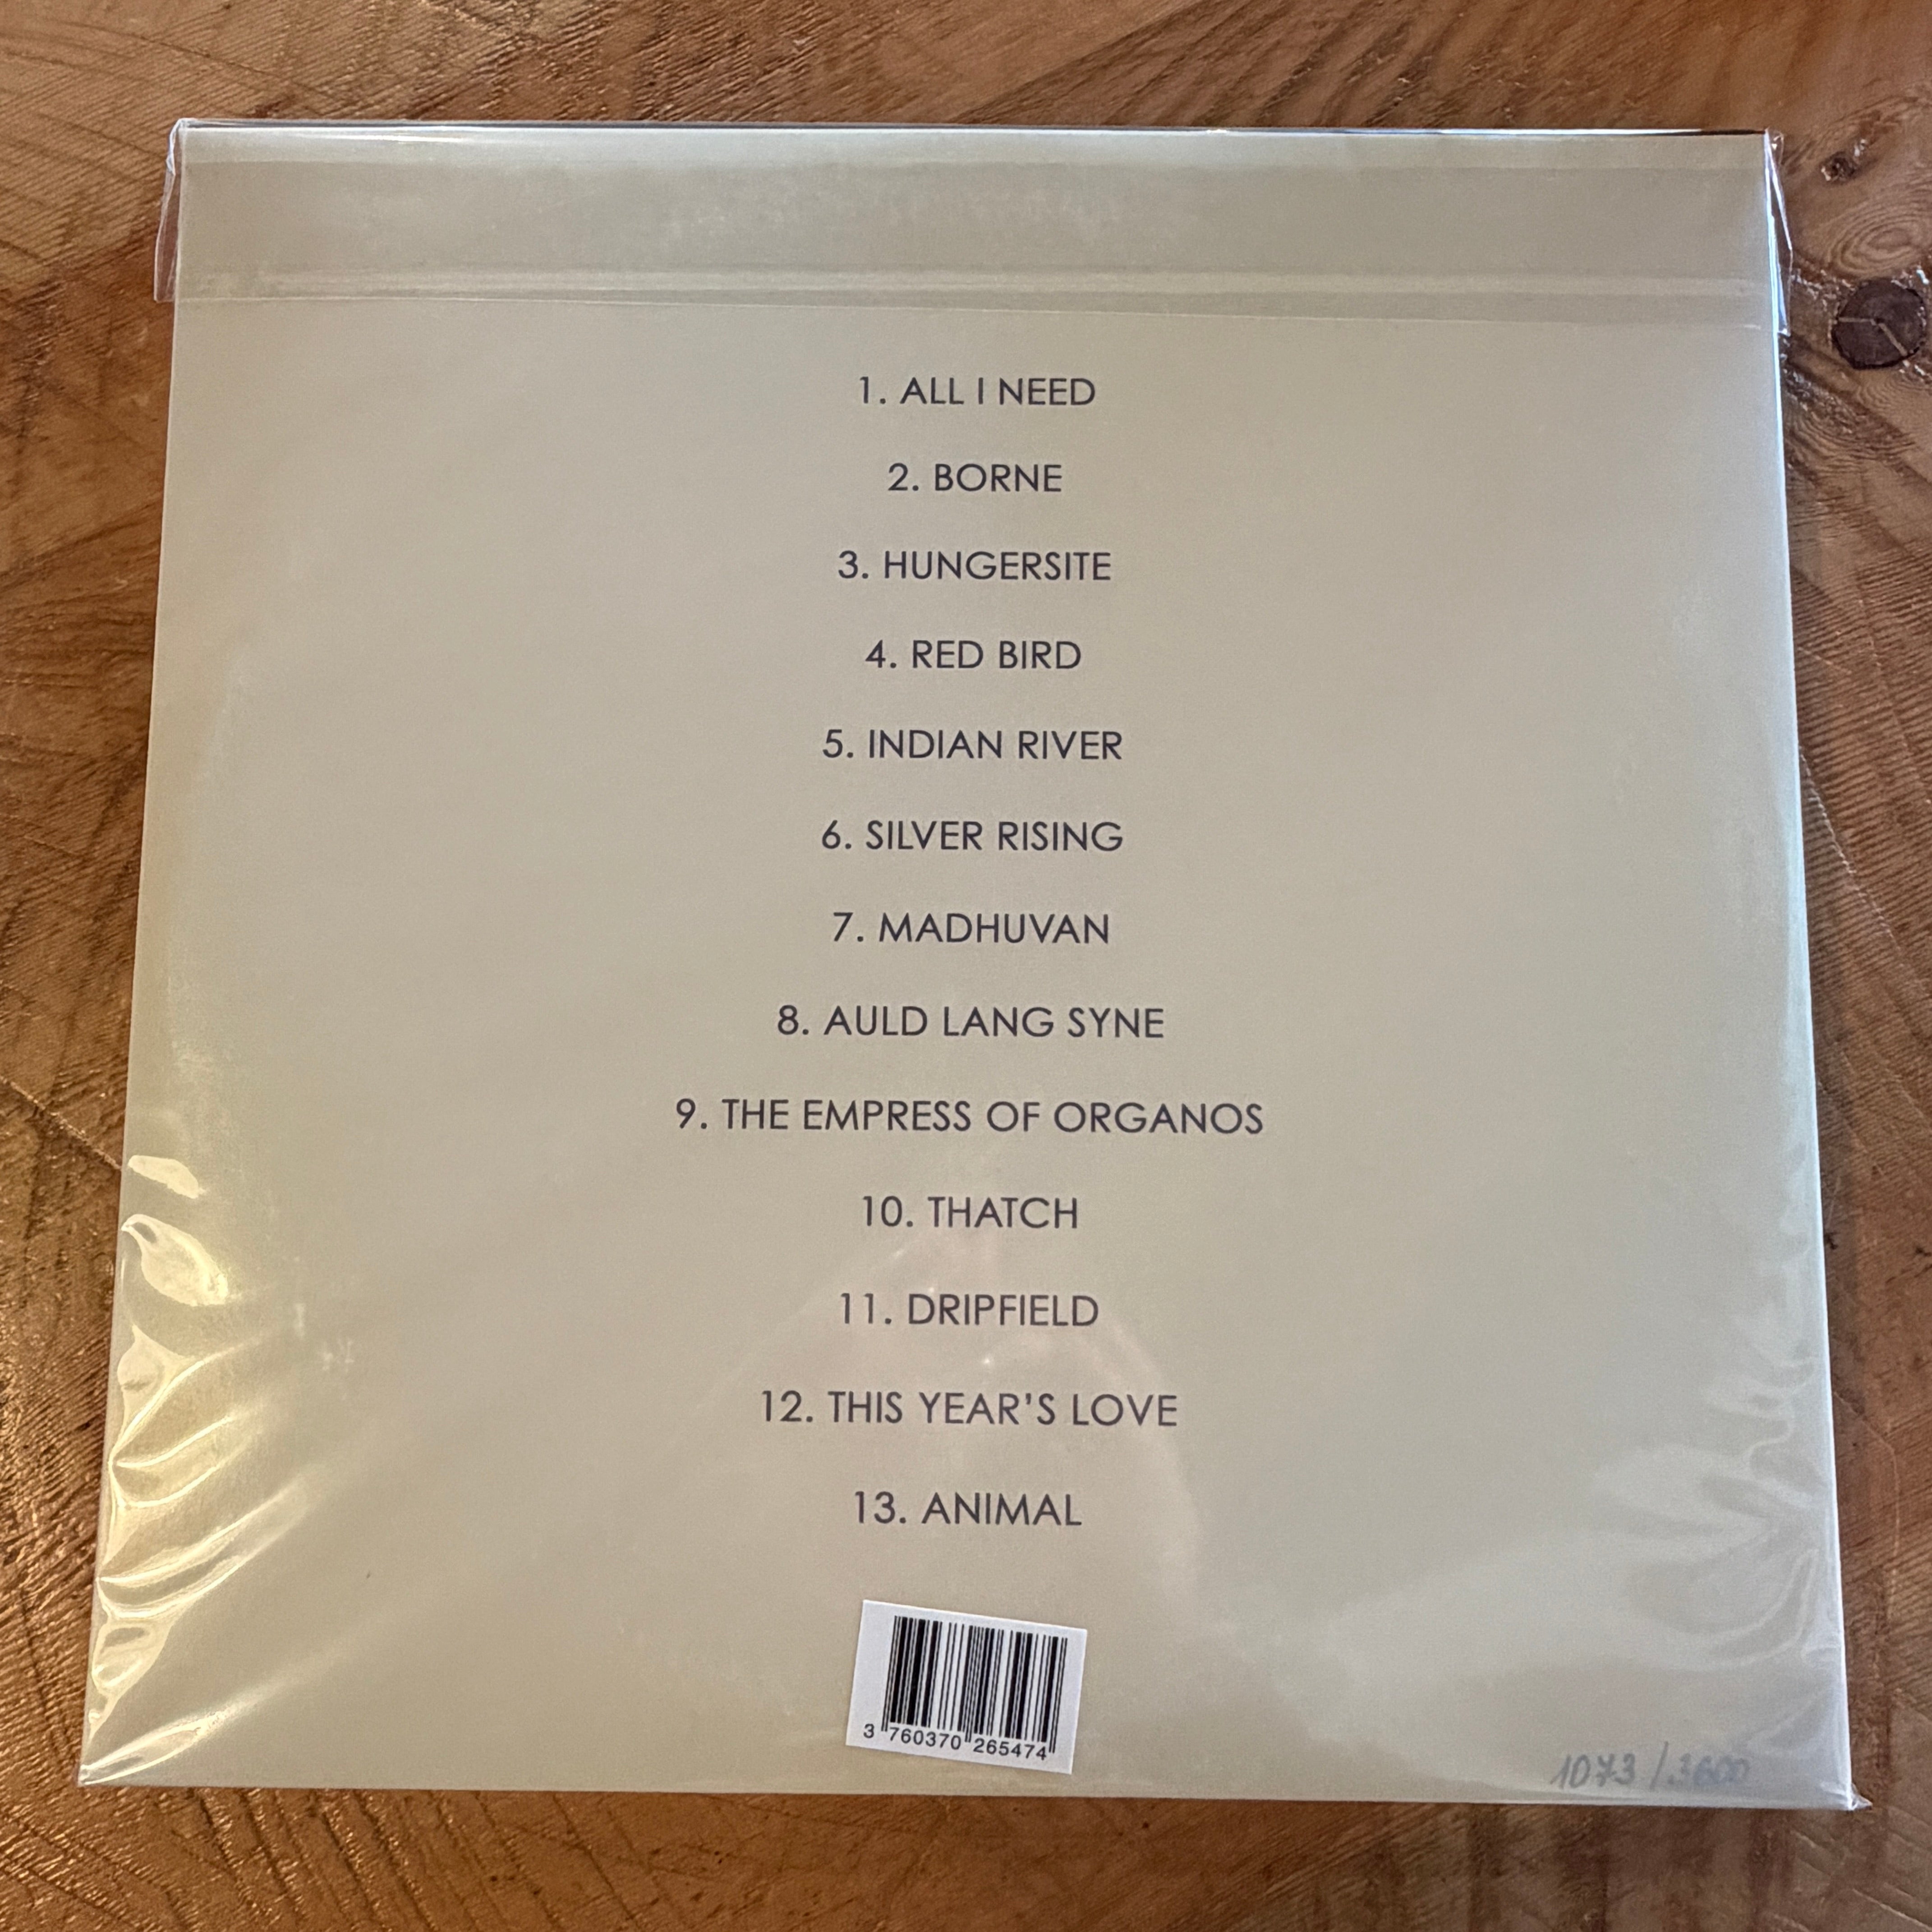 1. ALL I NEED
2. BORNE
3. HUNGERSITE
4. RED BIRD
5. INDIAN RIVER
6. SILVER RISING
7. MADHUVAN
8. AULD LANG SYNE
9. THE EMPRESS OF ORGANOS
10. THATCH
11. DRIPFIELD
12. THIS YEAR'S LOVE
13. ANIMAL
3 760370 265474
1073 / 3600